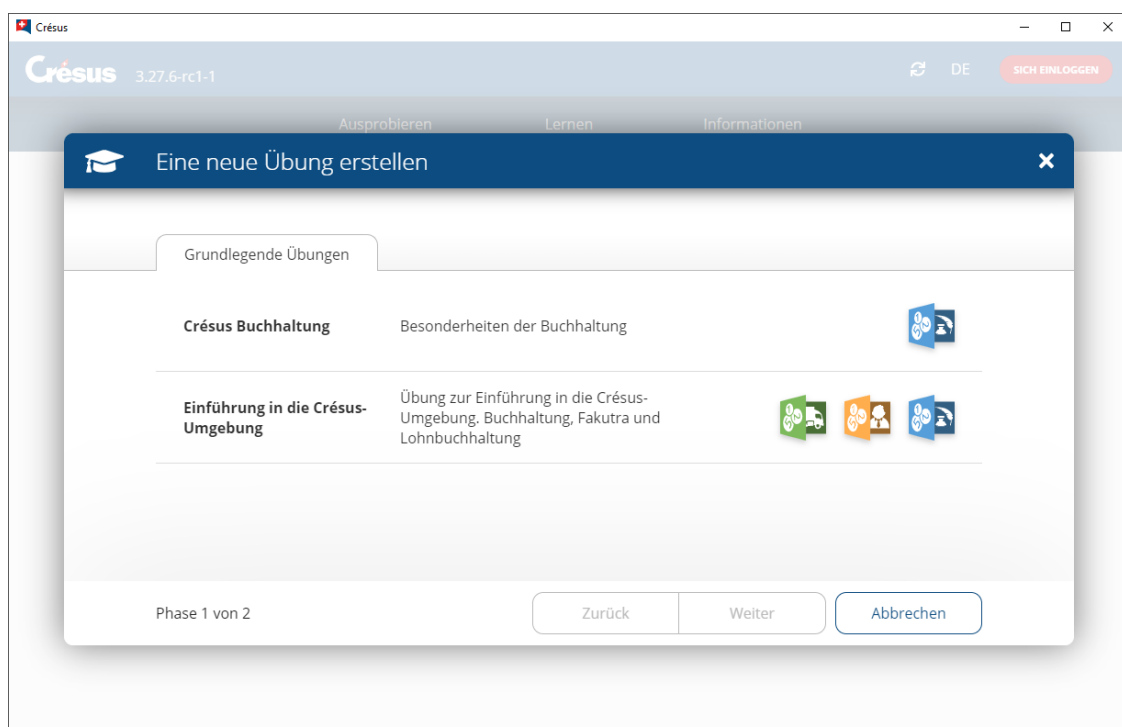 Crésus
Crésus 3.27.6-rc1-1
DE
SICH EINLOGGEN
Ausprobieren Lernen Informationen
Eine neue Übung erstellen
Grundlegende Übungen
Crésus Buchhaltung
Besonderheiten der Buchhaltung
Einführung in die Crésus-
Umgebung
Übung zur Einführung in die Crésus-
Umgebung. Buchhaltung, Fakutra und
Lohnbuchhaltung
Phase 1 von 2
Zurück
Weiter
Abbrechen